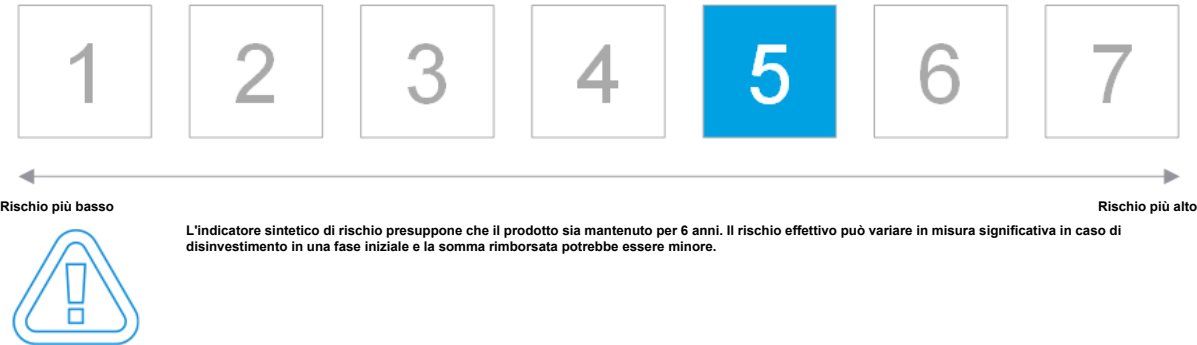 1 2 3 4 5 6 7
Rischio più basso Rischio più alto
L'indicatore sintetico di rischio presuppone che il prodotto sia mantenuto per 6 anni. Il rischio effettivo può variare in misura significativa in caso di
disinvestimento in una fase iniziale e la somma rimborsata potrebbe essere minore.